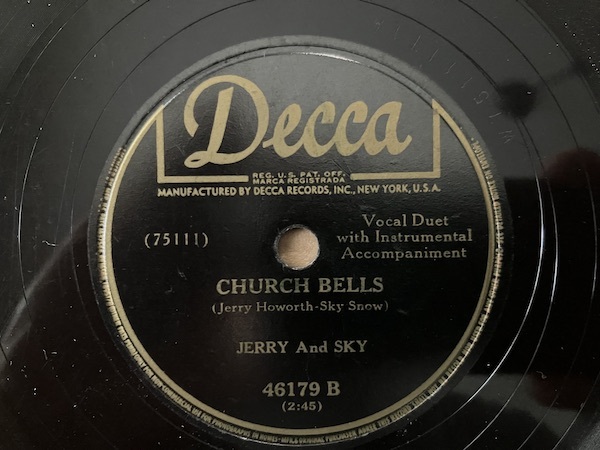 Decca
REG. U.S. PAT. OFF.
MARCA REGISTRADA
MANUFACTURED BY DECCA RECORDS, INC., NEW YORK, U.S.A.
(75111)
Vocal Duet
with Instrumental
Accompaniment
CHURCH BELLS
(Jerry Howorth-Sky Snow)
JERRY And SKY
46179 B
(2:45)